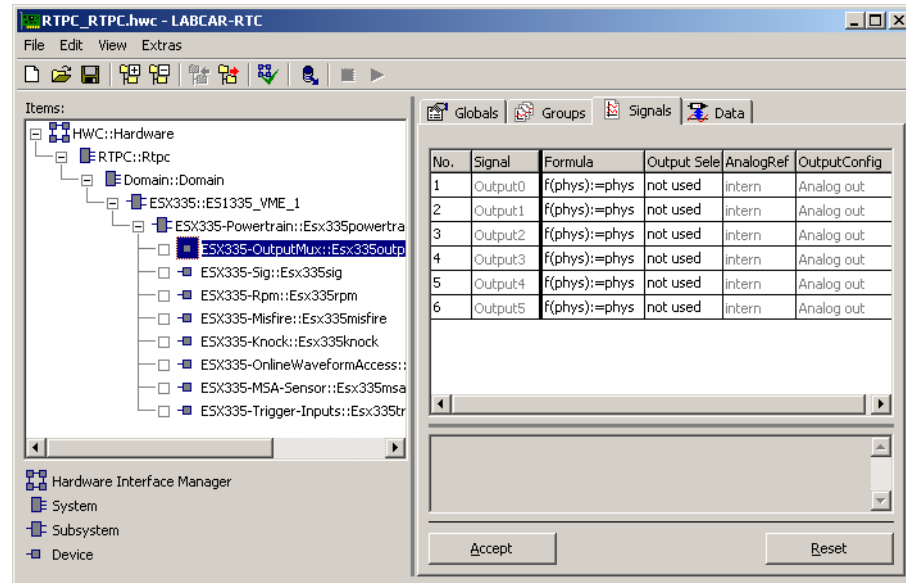 RTPC_RTPC.hwc - LABCAR-RTC
File Edit View Extras
Items:
HWC::Hardware
RTPC::Rtpc
Domain::Domain
ESX335::ES1335_VME_1
ESX335-Powertrain::Esx335powertra
ESX335-OutputMux::Esx335outp
ESX335-Sig::Esx335sig
ESX335-Rpm::Esx335rpm
ESX335-Misfire::Esx335misfire
ESX335-Knock::Esx335knock
ESX335-OnlineWaveformAccess::
ESX335-MSA-Sensor::Esx335msa
ESX335-Trigger-Inputs::Esx335tr
Hardware Interface Manager
System
Subsystem
Device
Globals Groups Signals Data
No. Signal Formula Output Sele AnalogRef OutputConfig
1 Output0 f(phys):=phys not used intern Analog out
2 Output1 f(phys):=phys not used intern Analog out
3 Output2 f(phys):=phys not used intern Analog out
4 Output3 f(phys):=phys not used intern Analog out
5 Output4 f(phys):=phys not used intern Analog out
6 Output5 f(phys):=phys not used intern Analog out
Accept Reset